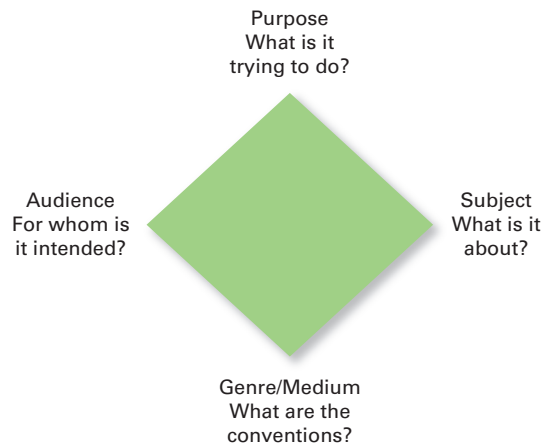 Purpose
What is it
trying to do?
Audience
For whom is
it intended?
Subject
What is it
about?
Genre/Medium
What are the
conventions?